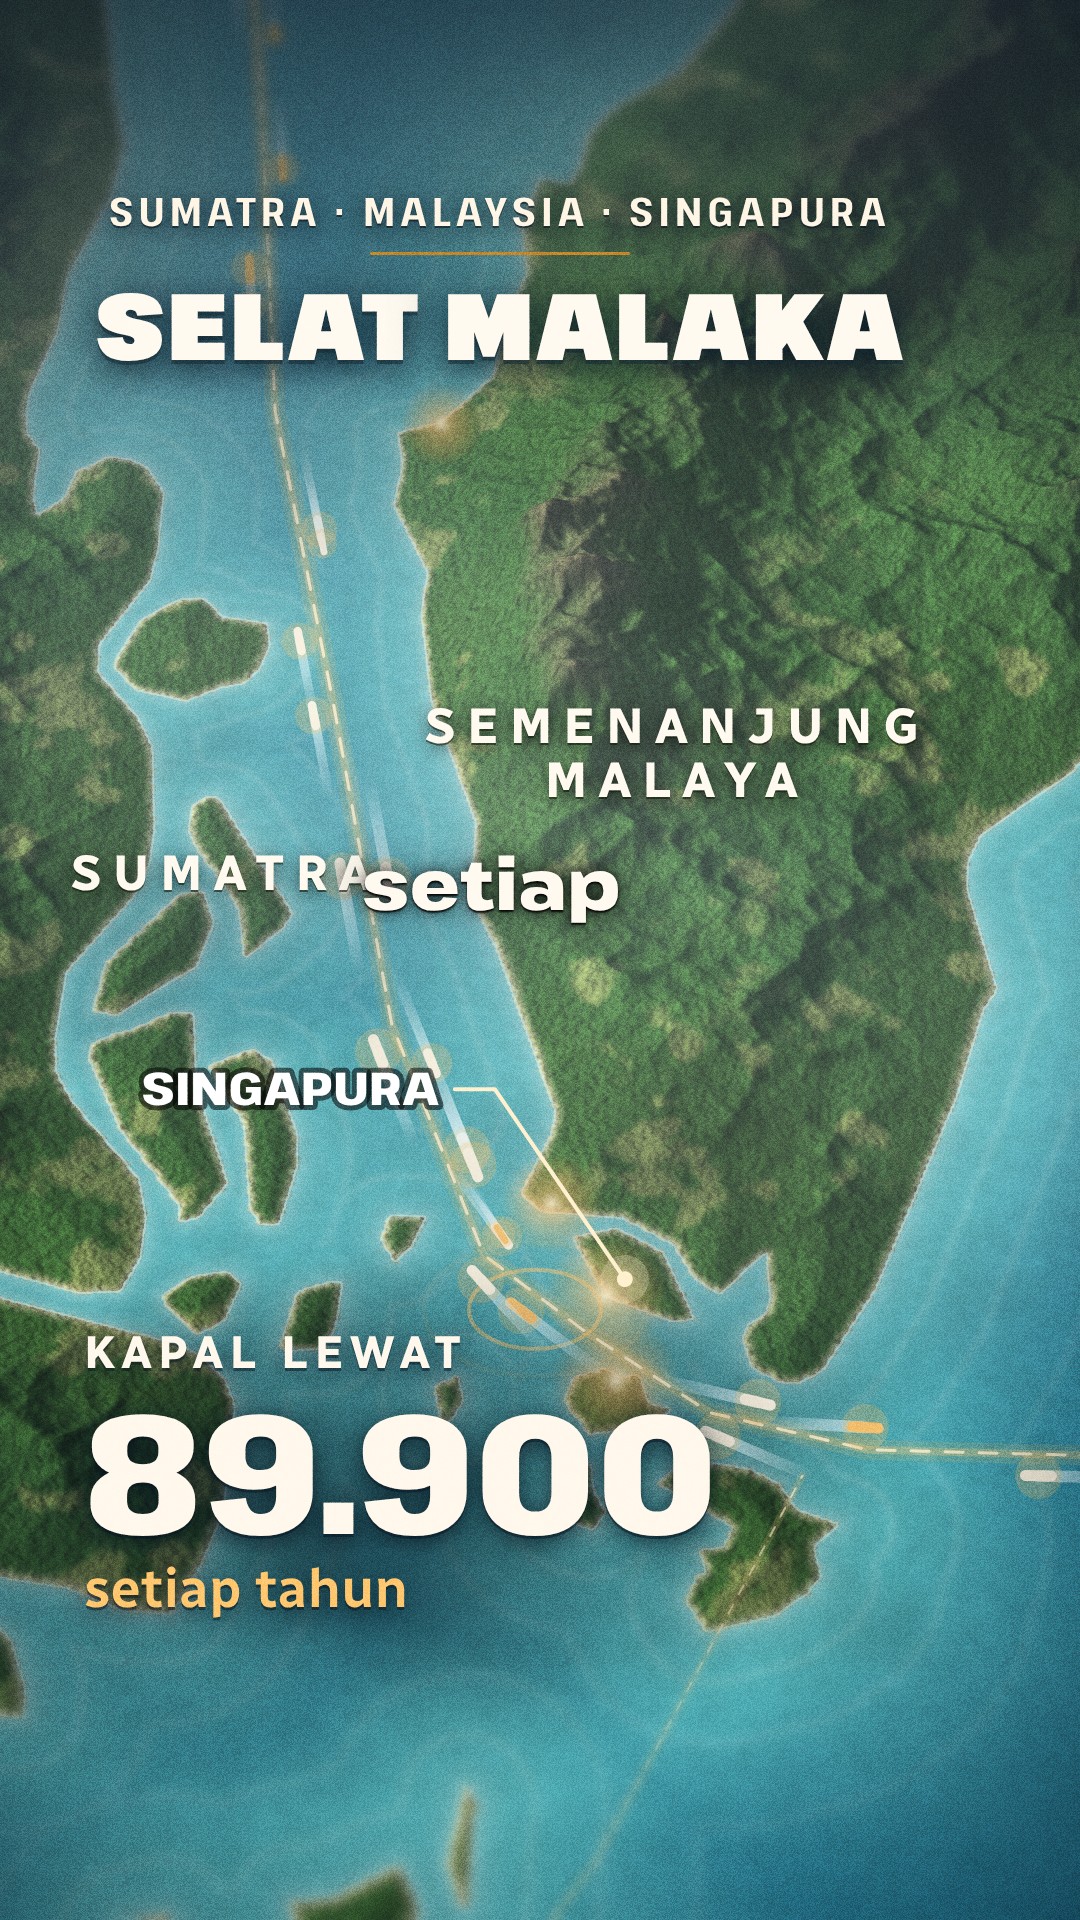 SUMATRA · MALAYSIA · SINGAPURA
SELAT MALAKA
SEMENANJUNG
MALAYA
SUMATRA
setiap
SINGAPURA
KAPAL LEWAT
89.900
setiap tahun